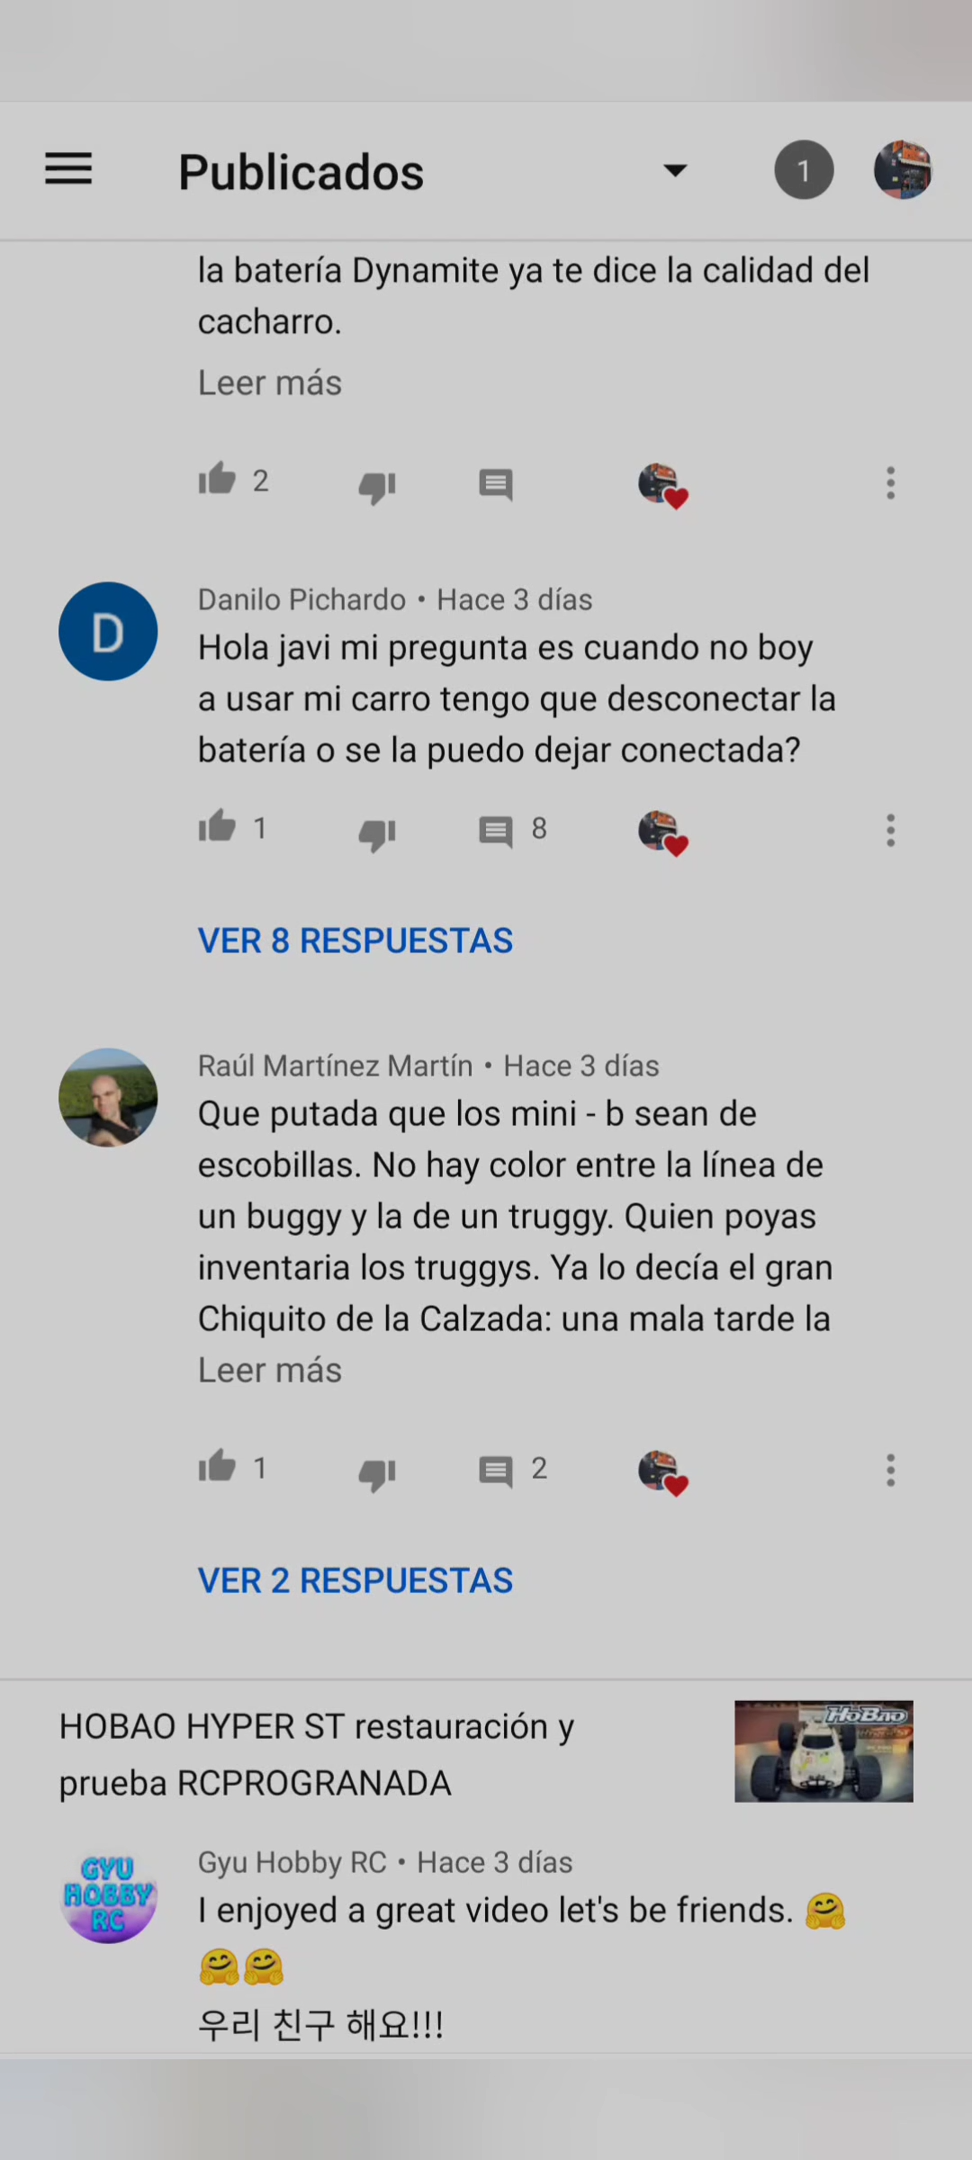 Publicados
1
la batería Dynamite ya te dice la calidad del
cacharro.
Leer más
2
D
Danilo Pichardo • Hace 3 días
Hola javi mi pregunta es cuando no boy
a usar mi carro tengo que desconectar la
batería o se la puedo dejar conectada?
1
8
VER 8 RESPUESTAS
Raúl Martínez Martín • Hace 3 días
Que putada que los mini - b sean de
escobillas. No hay color entre la línea de
un buggy y la de un truggy. Quien poyas
inventaria los truggys. Ya lo decía el gran
Chiquito de la Calzada: una mala tarde la
Leer más
1
2
VER 2 RESPUESTAS
HOBAO HYPER ST restauración y
prueba RCPROGRANADA
HoBao
GYU
HOBBY
RC
Gyu Hobby RC • Hace 3 días
I enjoyed a great video let's be friends. 🤗
🤗🤗
우리 친구 해요!!!